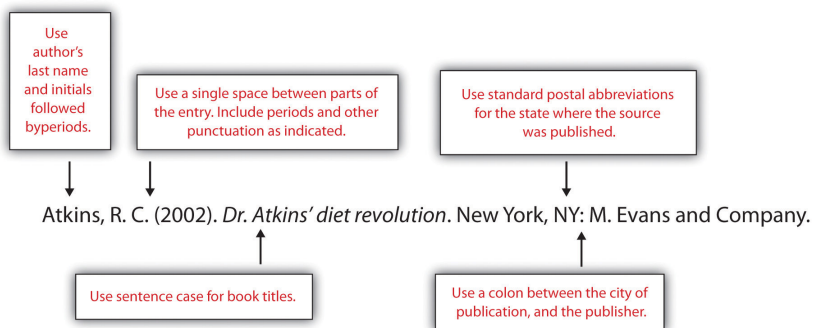 Use
author's
last name
and initials
followed
byperiods.
Use a single space between parts of
the entry. Include periods and other
punctuation as indicated.
Use standard postal abbreviations
for the state where the source
was published.
Atkins, R. C. (2002). Dr. Atkins' diet revolution. New York, NY: M. Evans and Company.
Use sentence case for book titles.
Use a colon between the city of
publication, and the publisher.